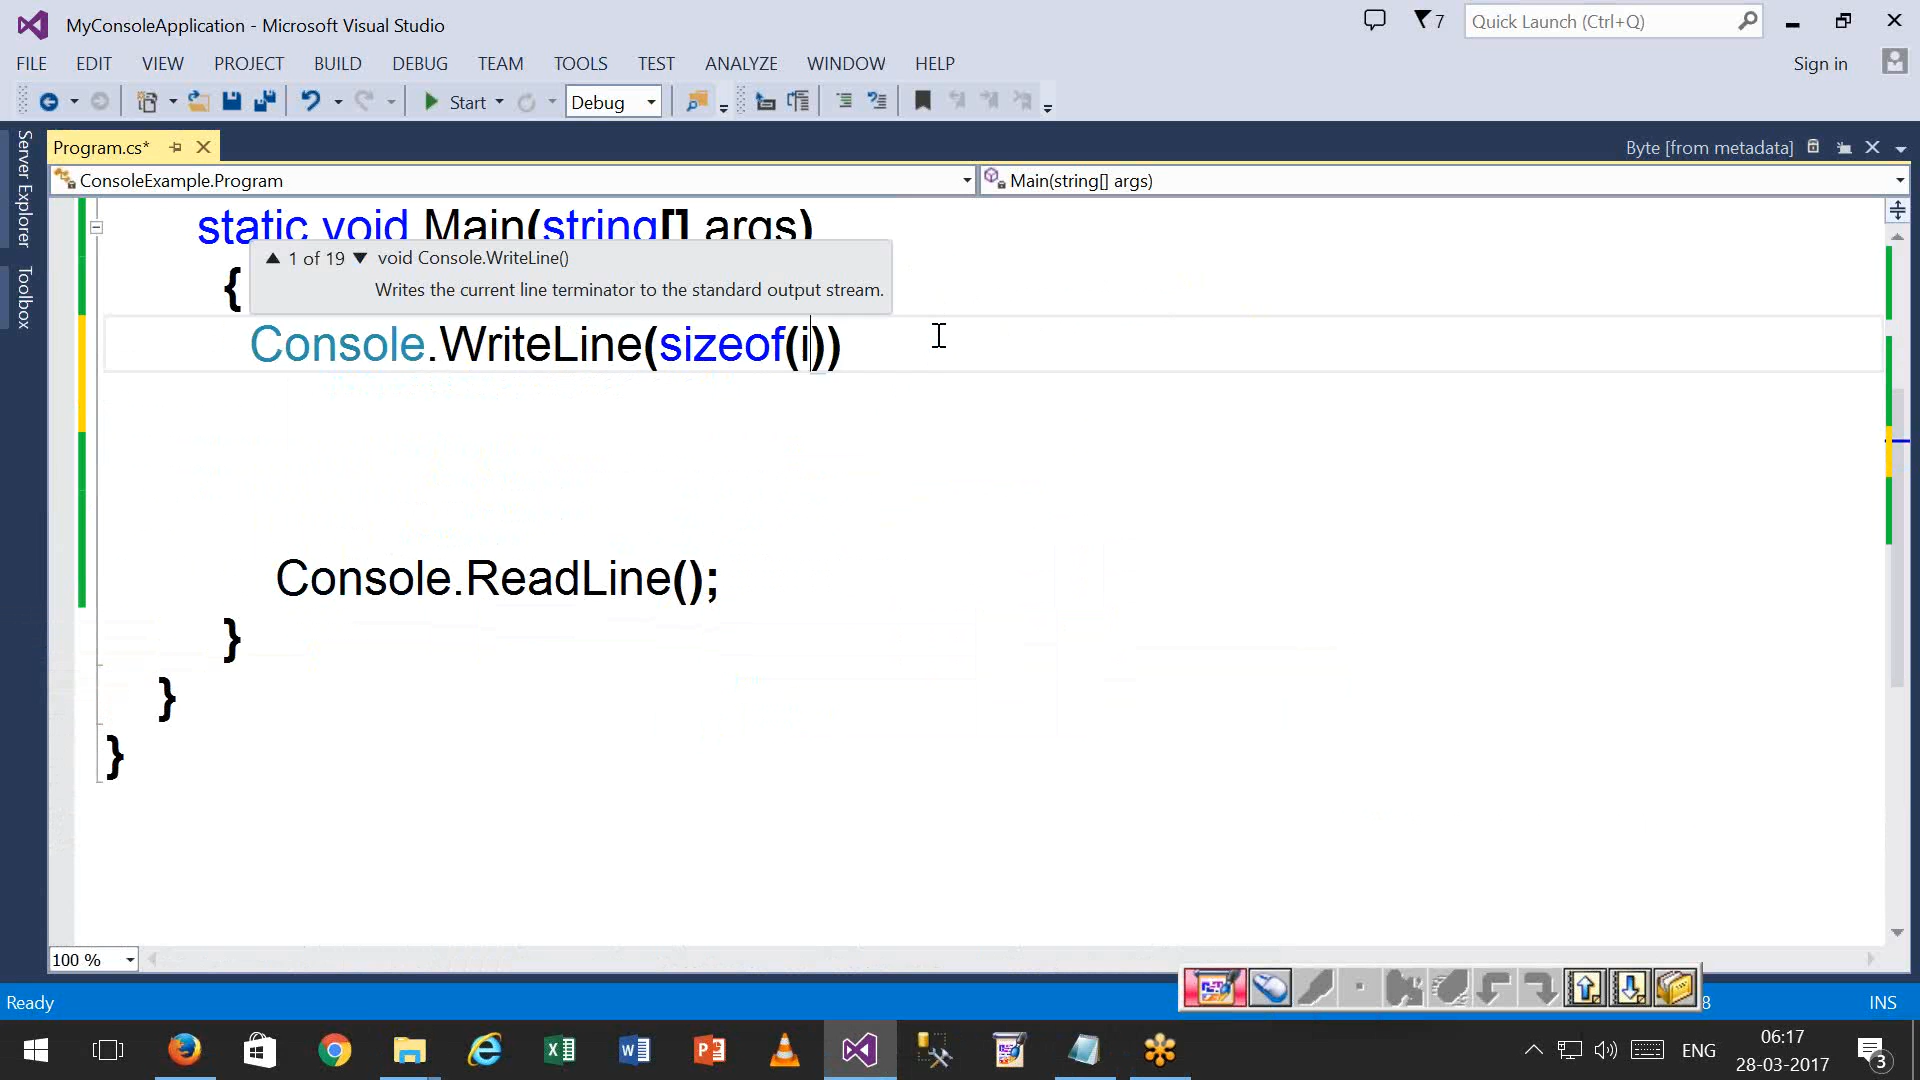 MyConsoleApplication - Microsoft Visual Studio
7
Quick Launch (Ctrl+Q)
FILE EDIT VIEW PROJECT BUILD DEBUG TEAM TOOLS TEST ANALYZE WINDOW HELP
Sign in
Start
Debug
Server Explorer
Toolbox
Program.cs*
Byte [from metadata]
ConsoleExample.Program
Main(string[] args)
static void Main(string[] args)
1 of 19 void Console.WriteLine()
Writes the current line terminator to the standard output stream.
{
Console.WriteLine(sizeof(i))
Console.ReadLine();
}
}
}
100 %
Ready
8
INS
ENG
06:17
28-03-2017
3